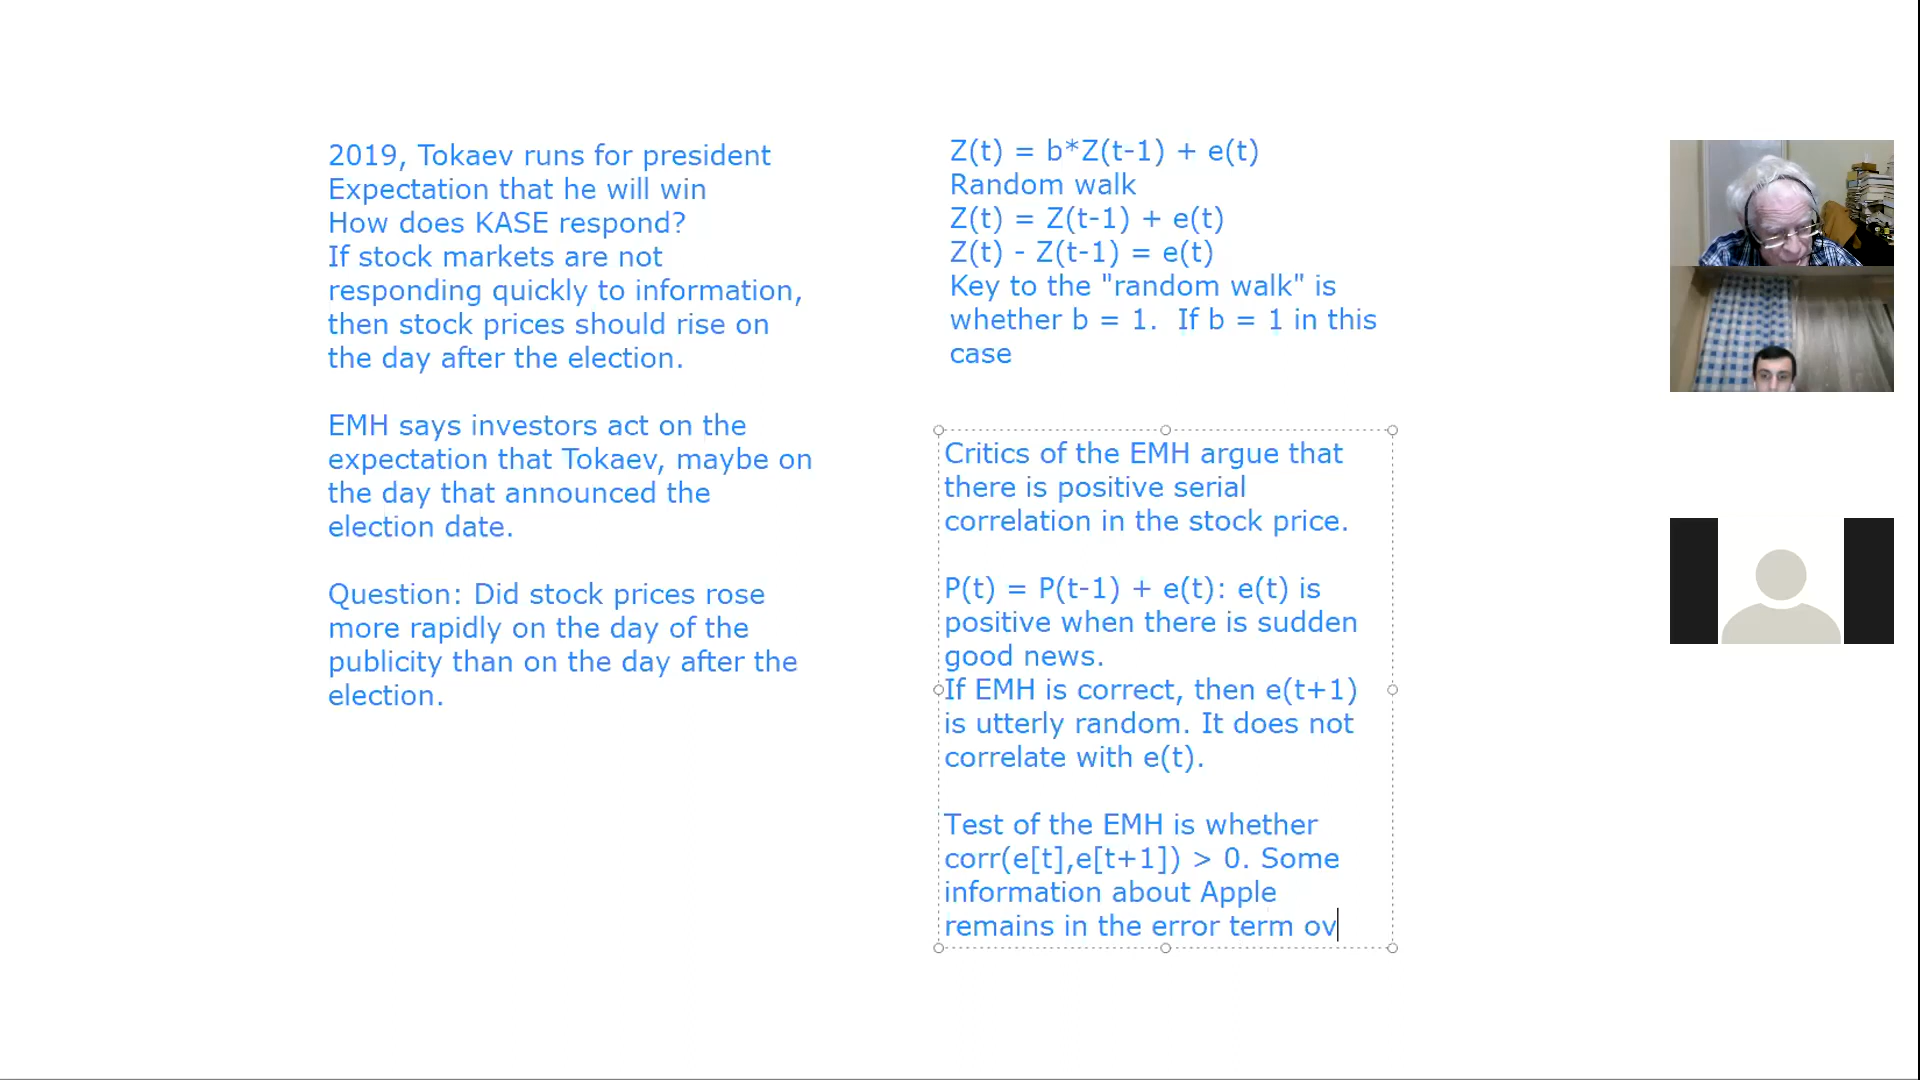 2019, Tokaev runs for president
Expectation that he will win
How does KASE respond?
If stock markets are not
responding quickly to information,
then stock prices should rise on
the day after the election.
EMH says investors act on the
expectation that Tokaev, maybe on
the day that announced the
election date.
Question: Did stock prices rose
more rapidly on the day of the
publicity than on the day after the
election.
Z(t) = b*Z(t-1) + e(t)
Random walk
Z(t) = Z(t-1) + e(t)
Z(t) - Z(t-1) = e(t)
Key to the "random walk" is
whether b = 1.  If b = 1 in this
case
Critics of the EMH argue that
there is positive serial
correlation in the stock price.
P(t) = P(t-1) + e(t): e(t) is
positive when there is sudden
good news.
If EMH is correct, then e(t+1)
is utterly random. It does not
correlate with e(t).
Test of the EMH is whether
corr(e[t],e[t+1]) > 0. Some
information about Apple
remains in the error term ov